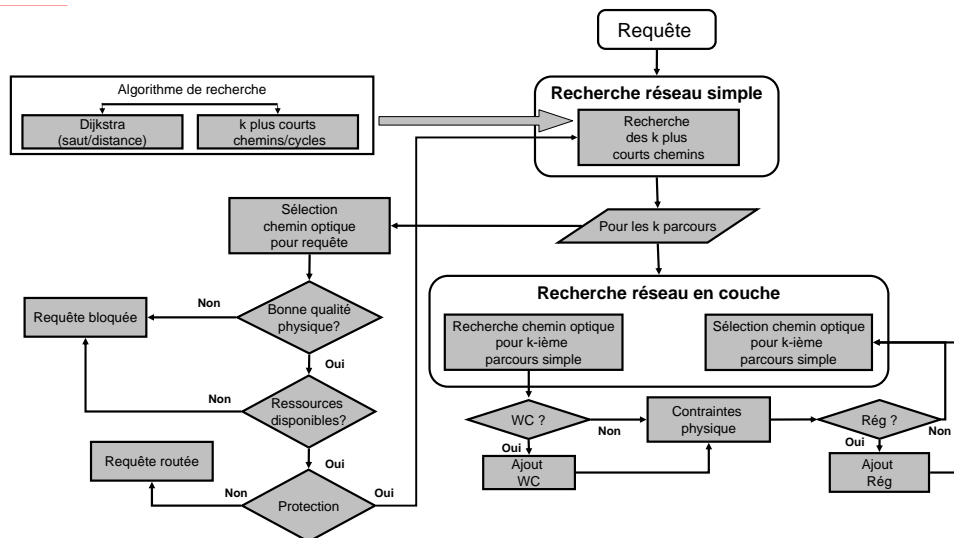 Requête
Algorithme de recherche
Dijkstra
(saut/distance)
k plus courts
chemins/cycles
Recherche réseau simple
Recherche
des k plus
courts chemins
Sélection
chemin optique
pour requête
Pour les k parcours
Recherche réseau en couche
Recherche chemin optique
pour k-ième
parcours simple
Sélection chemin optique
pour k-ième
parcours simple
Requête bloquée
Non
Bonne qualité
physique?
Oui
Non
Ressources
disponibles?
Oui
Requête routée
Non
Protection
Oui
WC ?
Non
Oui
Ajout
WC
Contraintes
physique
Rég ?
Oui
Non
Ajout
Rég